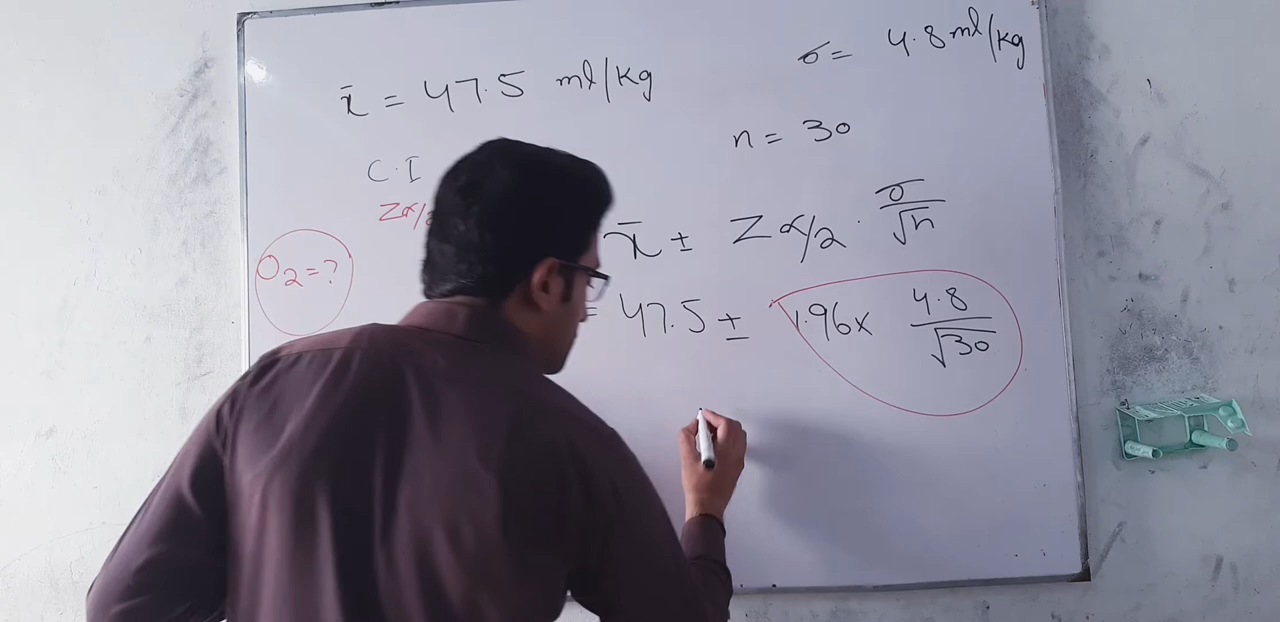 x̄ = 47.5 ml/kg
σ = 4.8 ml/kg
n = 30
C.I
Zα/2
x̄ ± Zα/2 · σ/√n
O₂ = ?
= 47.5 ± 1.96 × 4.8/√30